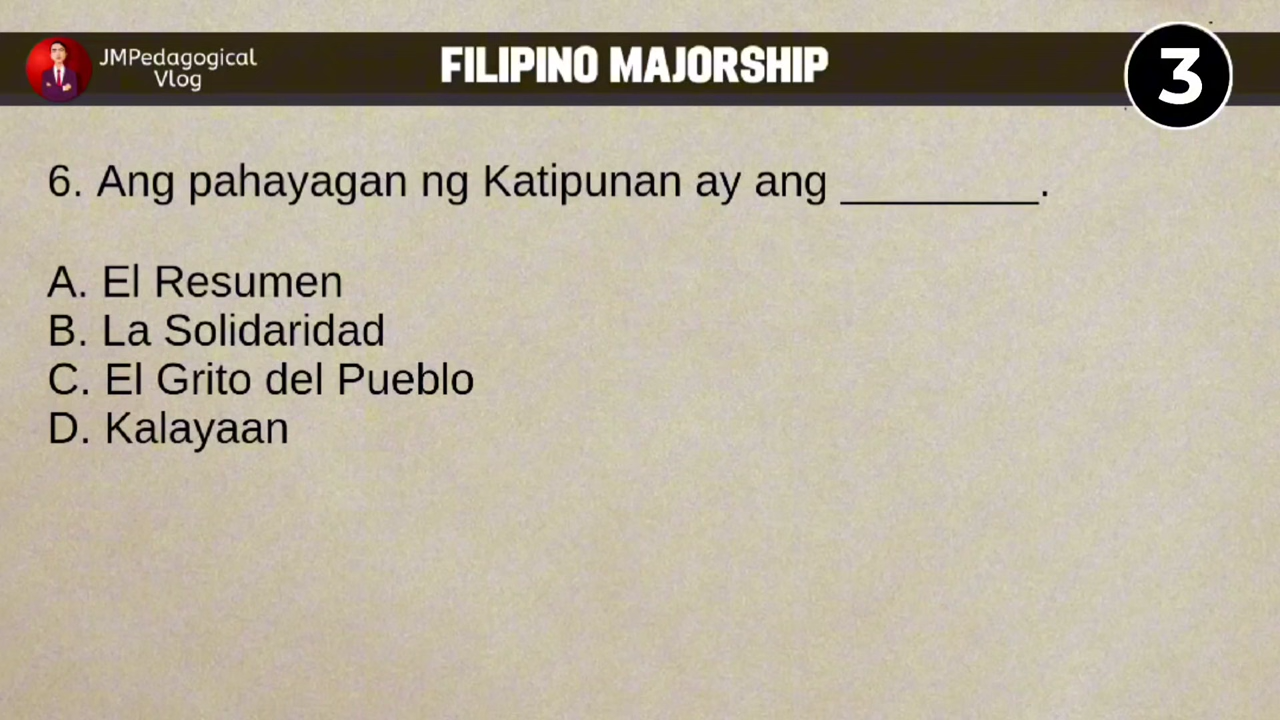 JMPedagogical
Vlog
FILIPINO MAJORSHIP
3
6. Ang pahayagan ng Katipunan ay ang ________.
A. El Resumen
B. La Solidaridad
C. El Grito del Pueblo
D. Kalayaan